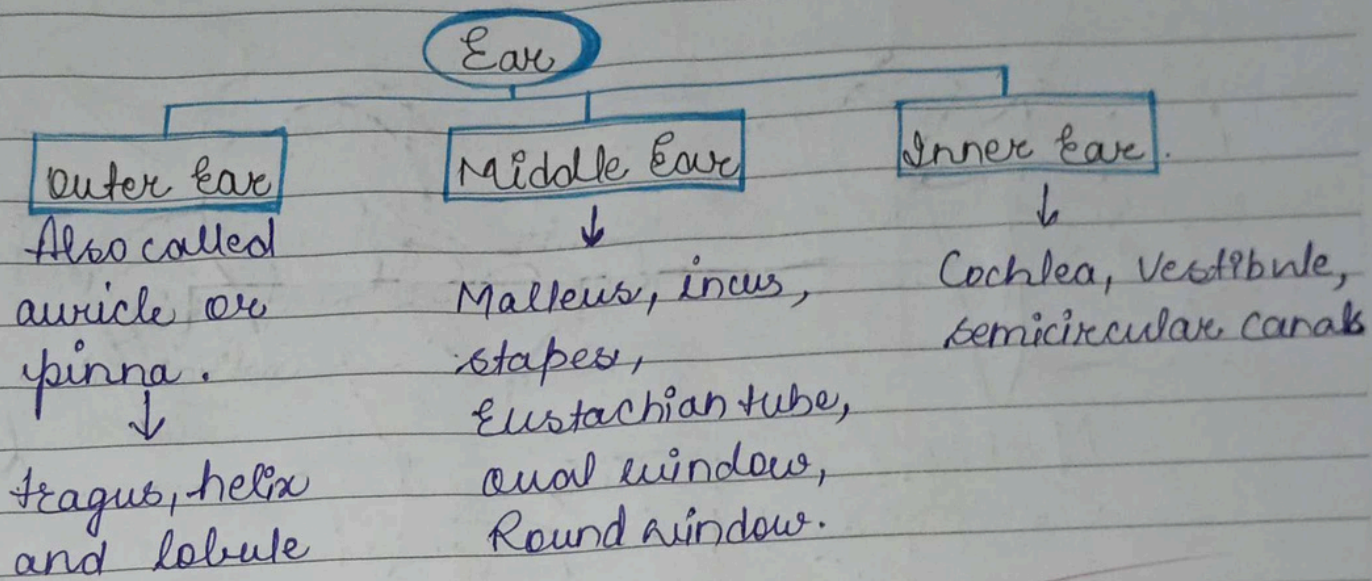 Ear
Outer Ear
Also called
auricle or
pinna.
↓
tragus, helix
and lobule
Middle Ear
↓
Malleus, incus,
stapes,
Eustachian tube,
oval window,
Round window.
Inner Ear.
↓
Cochlea, Vestibule,
semicircular canals